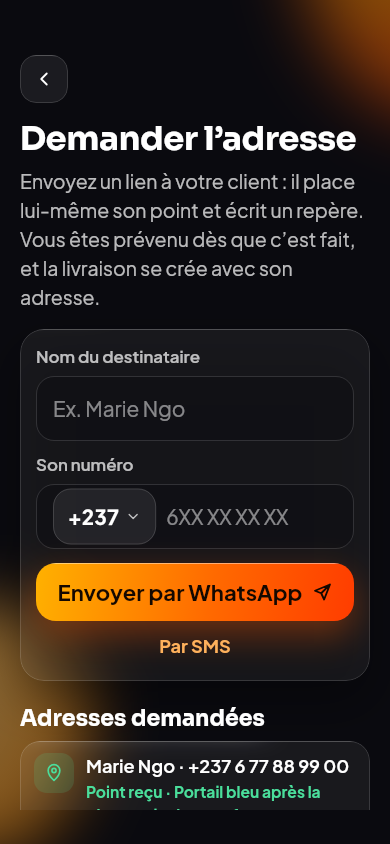 Demander l’adresse
Envoyez un lien à votre client : il place
lui-même son point et écrit un repère.
Vous êtes prévenu dès que c’est fait,
et la livraison se crée avec son
adresse.
Nom du destinataire
Ex. Marie Ngo
Son numéro
+237 6XX XX XX XX
Envoyer par WhatsApp
Par SMS
Adresses demandées
Marie Ngo · +237 6 77 88 99 00
Point reçu · Portail bleu après la